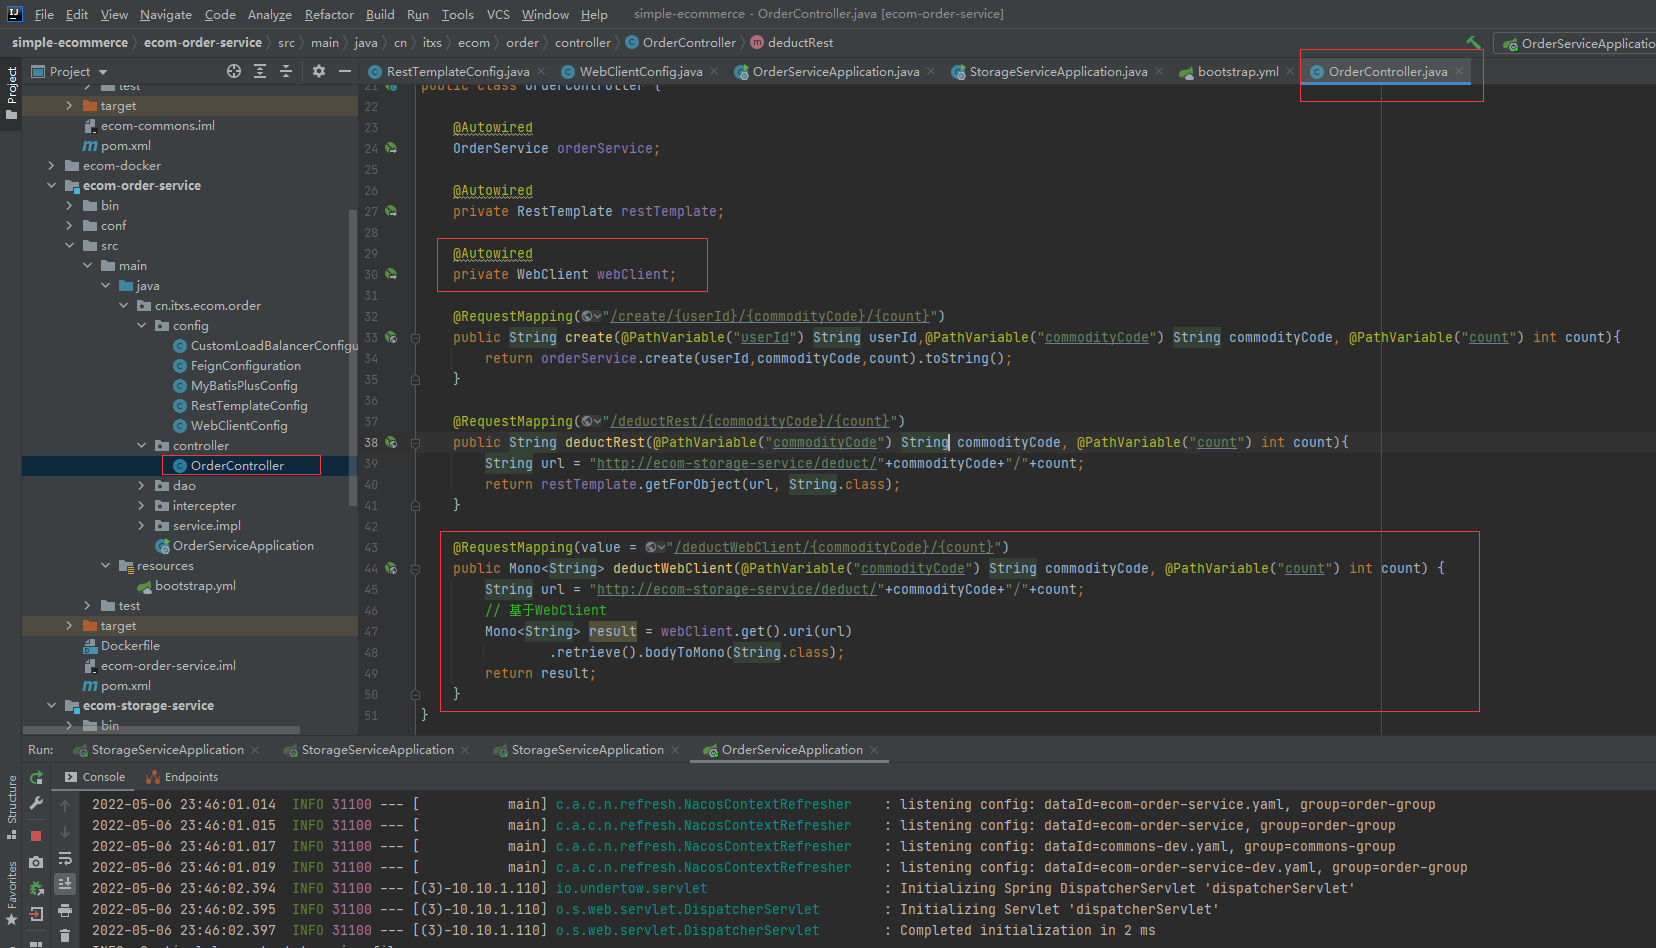 File Edit View Navigate Code Analyze Refactor Build Run Tools VCS Window Help simple-ecommerce - OrderController.java [ecom-order-service]
simple-ecommerce ecom-order-service src main java cn itxs ecom order controller OrderController deductRest OrderServiceApplicatio
Project
RestTemplateConfig.java WebClientConfig.java OrderServiceApplication.java StorageServiceApplication.java bootstrap.yml OrderController.java
Project
test
target
ecom-commons.iml
pom.xml
ecom-docker
ecom-order-service
bin
conf
src
main
java
cn.itxs.ecom.order
config
CustomLoadBalancerConfigu
FeignConfiguration
MyBatisPlusConfig
RestTemplateConfig
WebClientConfig
controller
OrderController
dao
intercepter
service.impl
OrderServiceApplication
resources
bootstrap.yml
test
target
Dockerfile
ecom-order-service.iml
pom.xml
ecom-storage-service
bin
21 public class OrderController {
22
23 @Autowired
24 OrderService orderService;
25
26 @Autowired
27 private RestTemplate restTemplate;
28
29 @Autowired
30 private WebClient webClient;
31
32 @RequestMapping("/create/{userId}/{commodityCode}/{count}")
33 public String create(@PathVariable("userId") String userId,@PathVariable("commodityCode") String commodityCode, @PathVariable("count") int count){
34 return orderService.create(userId,commodityCode,count).toString();
35 }
36
37 @RequestMapping("/deductRest/{commodityCode}/{count}")
38 public String deductRest(@PathVariable("commodityCode") String commodityCode, @PathVariable("count") int count){
39 String url = "http://ecom-storage-service/deduct/"+commodityCode+"/"+count;
40 return restTemplate.getForObject(url, String.class);
41 }
42
43 @RequestMapping(value = "/deductWebClient/{commodityCode}/{count}")
44 public Mono<String> deductWebClient(@PathVariable("commodityCode") String commodityCode, @PathVariable("count") int count) {
45 String url = "http://ecom-storage-service/deduct/"+commodityCode+"/"+count;
46 // 基于WebClient
47 Mono<String> result = webClient.get().uri(url)
48 .retrieve().bodyToMono(String.class);
49 return result;
50 }
51 }
Run: StorageServiceApplication StorageServiceApplication StorageServiceApplication OrderServiceApplication
Console Endpoints
Structure
Favorites
2022-05-06 23:46:01.014 INFO 31100 --- [ main] c.a.c.n.refresh.NacosContextRefresher : listening config: dataId=ecom-order-service.yaml, group=order-group
2022-05-06 23:46:01.015 INFO 31100 --- [ main] c.a.c.n.refresh.NacosContextRefresher : listening config: dataId=ecom-order-service, group=order-group
2022-05-06 23:46:01.017 INFO 31100 --- [ main] c.a.c.n.refresh.NacosContextRefresher : listening config: dataId=commons-dev.yaml, group=commons-group
2022-05-06 23:46:01.019 INFO 31100 --- [ main] c.a.c.n.refresh.NacosContextRefresher : listening config: dataId=ecom-order-service-dev.yaml, group=order-group
2022-05-06 23:46:02.394 INFO 31100 --- [(3)-10.10.1.110] io.undertow.servlet : Initializing Spring DispatcherServlet 'dispatcherServlet'
2022-05-06 23:46:02.395 INFO 31100 --- [(3)-10.10.1.110] o.s.web.servlet.DispatcherServlet : Initializing Servlet 'dispatcherServlet'
2022-05-06 23:46:02.397 INFO 31100 --- [(3)-10.10.1.110] o.s.web.servlet.DispatcherServlet : Completed initialization in 2 ms